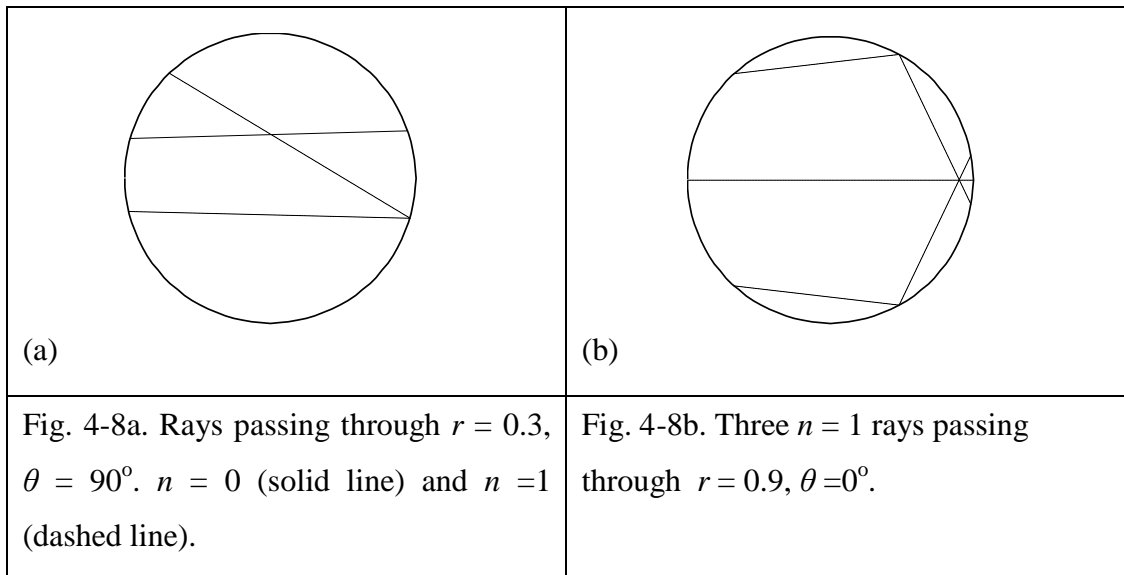 (a)
(b)
Fig. 4-8a. Rays passing through r = 0.3,
θ = 90°. n = 0 (solid line) and n =1
(dashed line).
Fig. 4-8b. Three n = 1 rays passing
through r = 0.9, θ =0°.